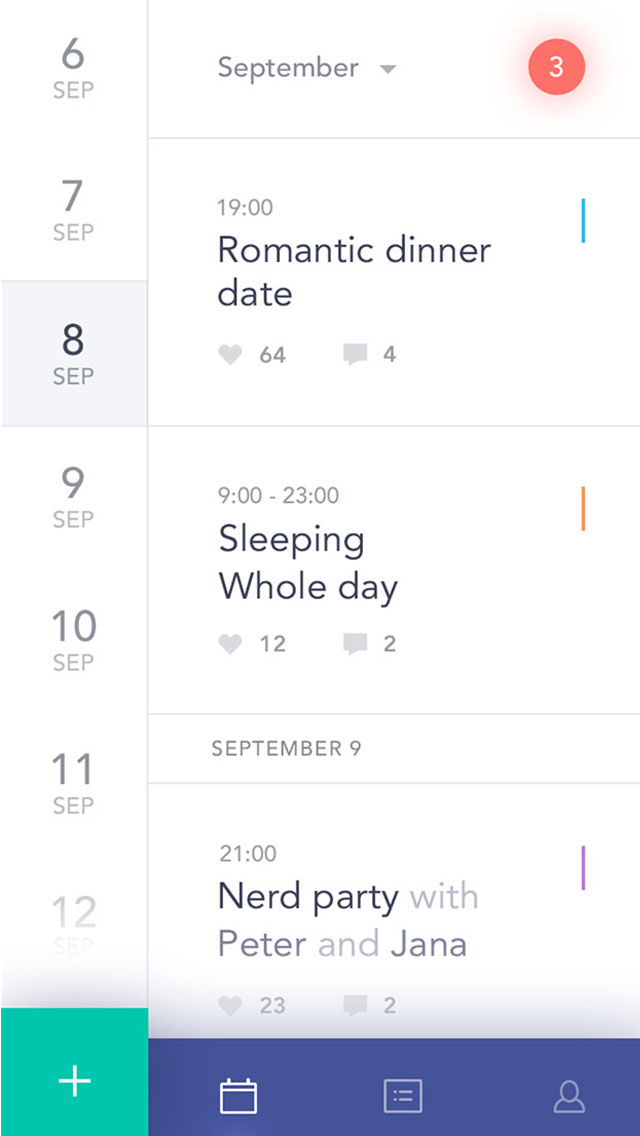 6
SEP
7
SEP
8
SEP
9
SEP
10
SEP
11
SEP
12
SEP
September
3
19:00
Romantic dinner
date
64
4
9:00 - 23:00
Sleeping
Whole day
12
2
SEPTEMBER 9
21:00
Nerd party with
Peter and Jana
23
2
+